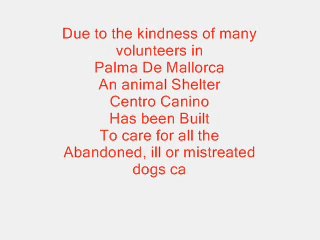 Due to the kindness of many
volunteers in
Palma De Mallorca
An animal Shelter
Centro Canino
Has been Built
To care for all the
Abandoned, ill or mistreated
dogs ca